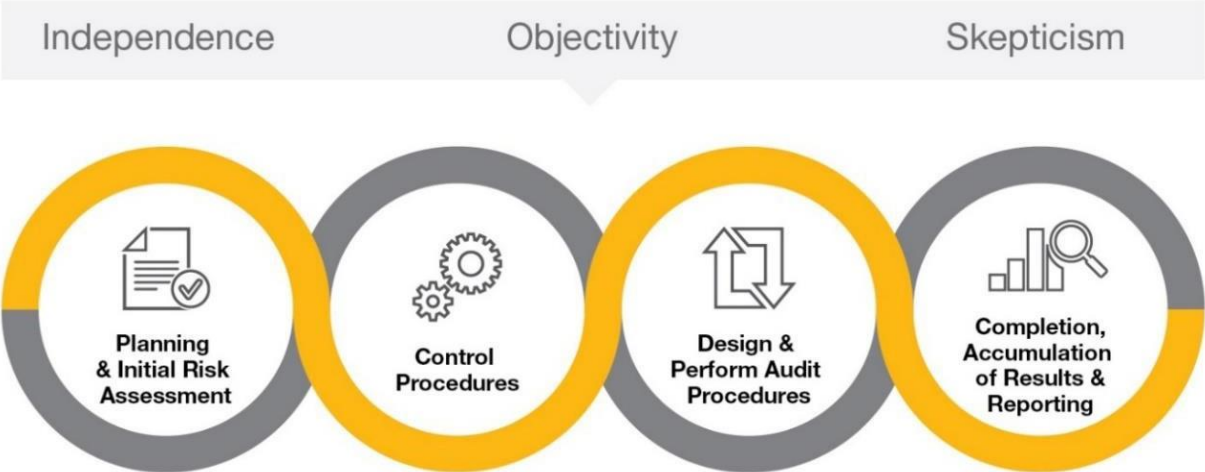 Independence
Objectivity
Skepticism
Planning
& Initial Risk
Assessment
Control
Procedures
Design &
Perform Audit
Procedures
Completion,
Accumulation
of Results &
Reporting